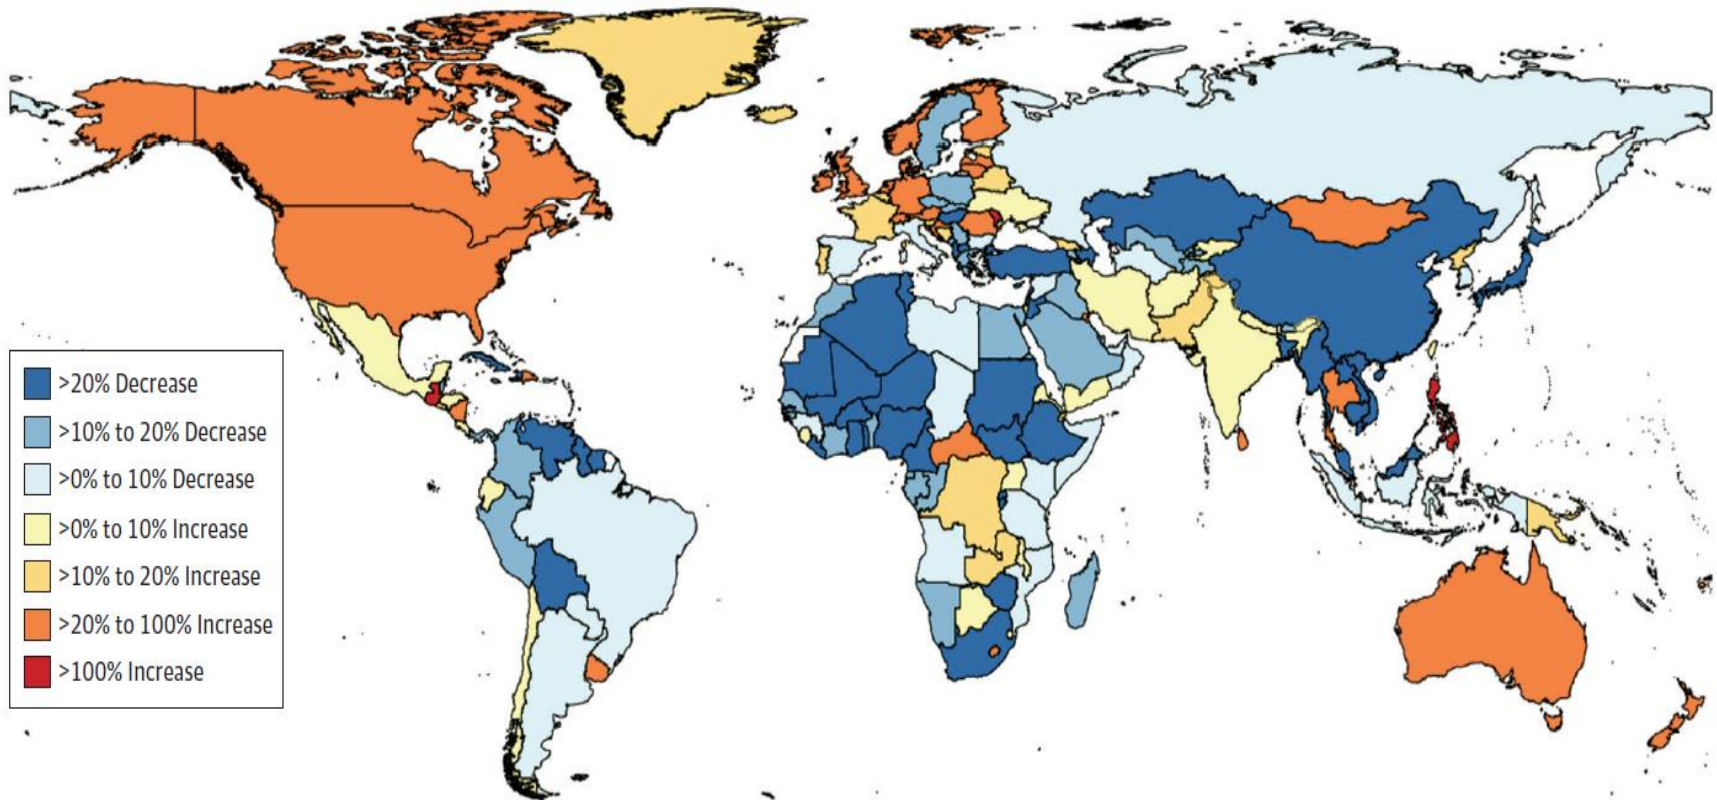 >20% Decrease
>10% to 20% Decrease
>0% to 10% Decrease
>0% to 10% Increase
>10% to 20% Increase
>20% to 100% Increase
>100% Increase